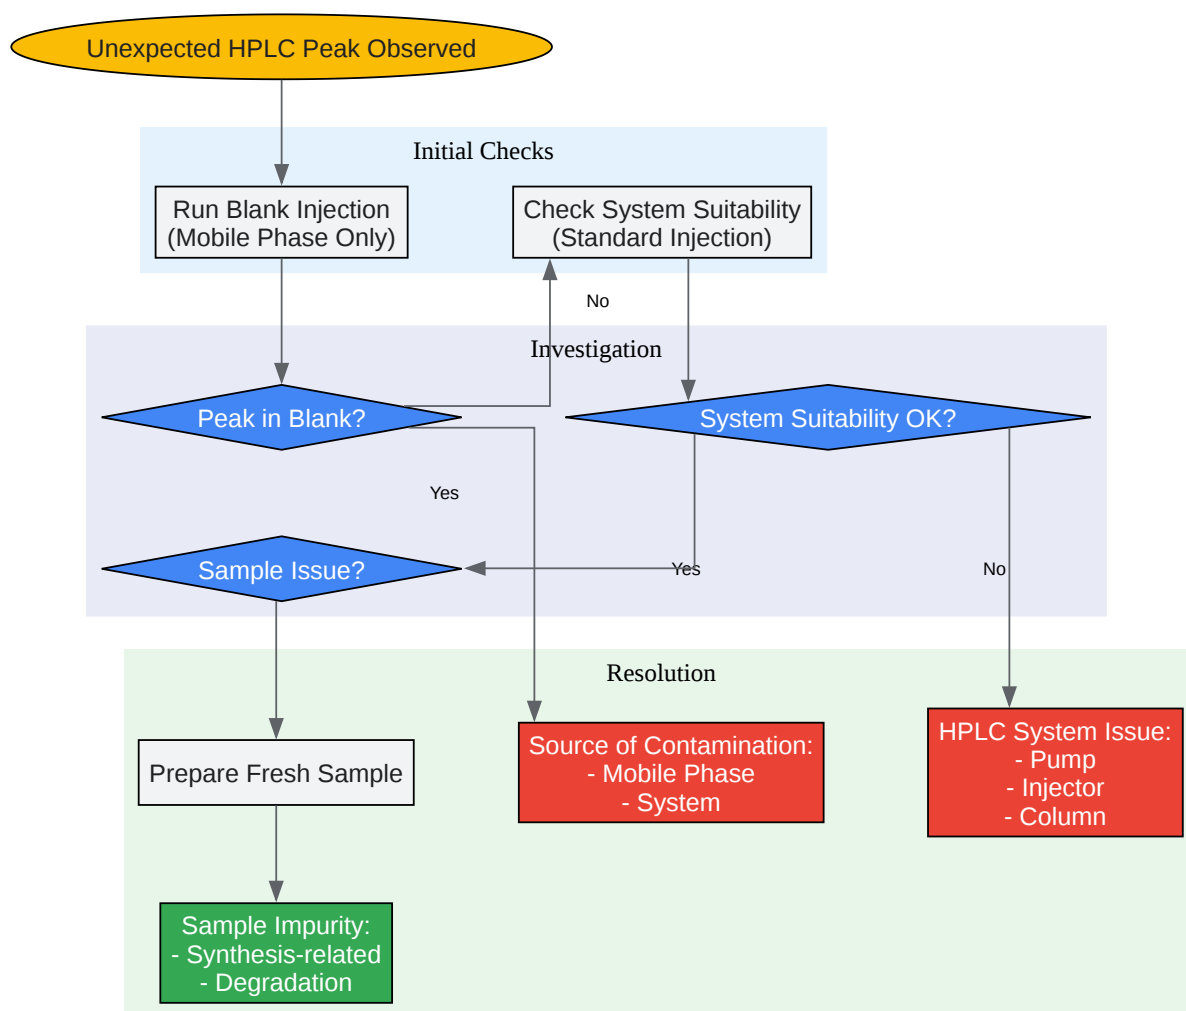 Unexpected HPLC Peak Observed
Initial Checks
Run Blank Injection
(Mobile Phase Only)
Check System Suitability
(Standard Injection)
No
Investigation
Peak in Blank?
System Suitability OK?
Yes
Sample Issue?
Yes
No
Resolution
Prepare Fresh Sample
Source of Contamination:
- Mobile Phase
- System
HPLC System Issue:
- Pump
- Injector
- Column
Sample Impurity:
- Synthesis-related
- Degradation